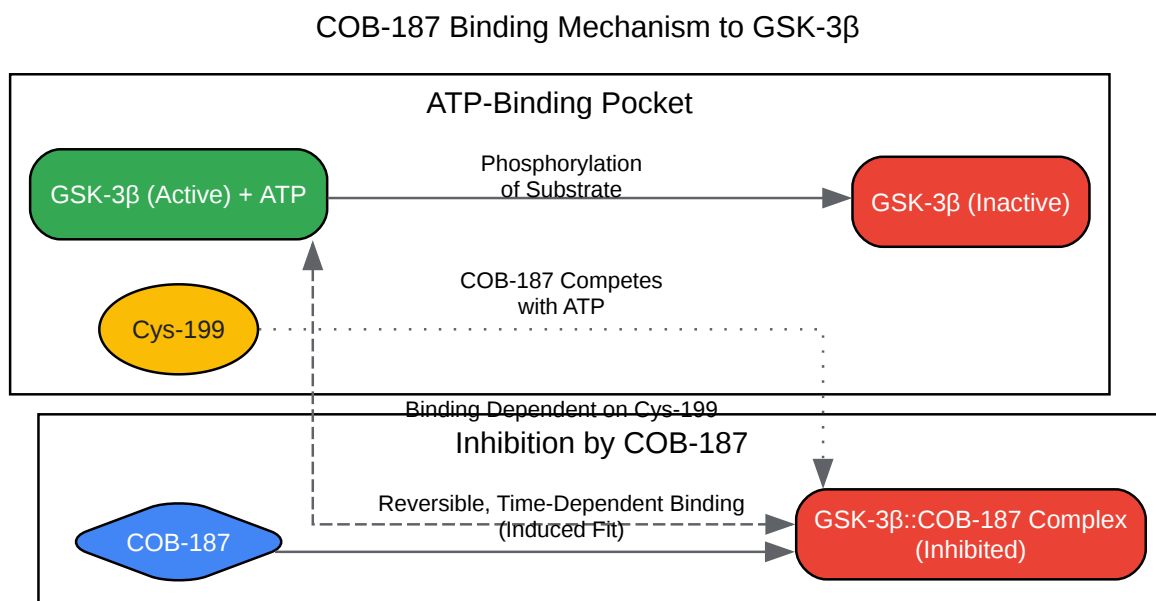 COB-187 Binding Mechanism to GSK-3β
ATP-Binding Pocket
GSK-3β (Active) + ATP
Phosphorylation
of Substrate
GSK-3β (Inactive)
Cys-199
COB-187 Competes
with ATP
Binding Dependent on Cys-199
Inhibition by COB-187
COB-187
Reversible, Time-Dependent Binding
(Induced Fit)
GSK-3β::COB-187 Complex
(Inhibited)